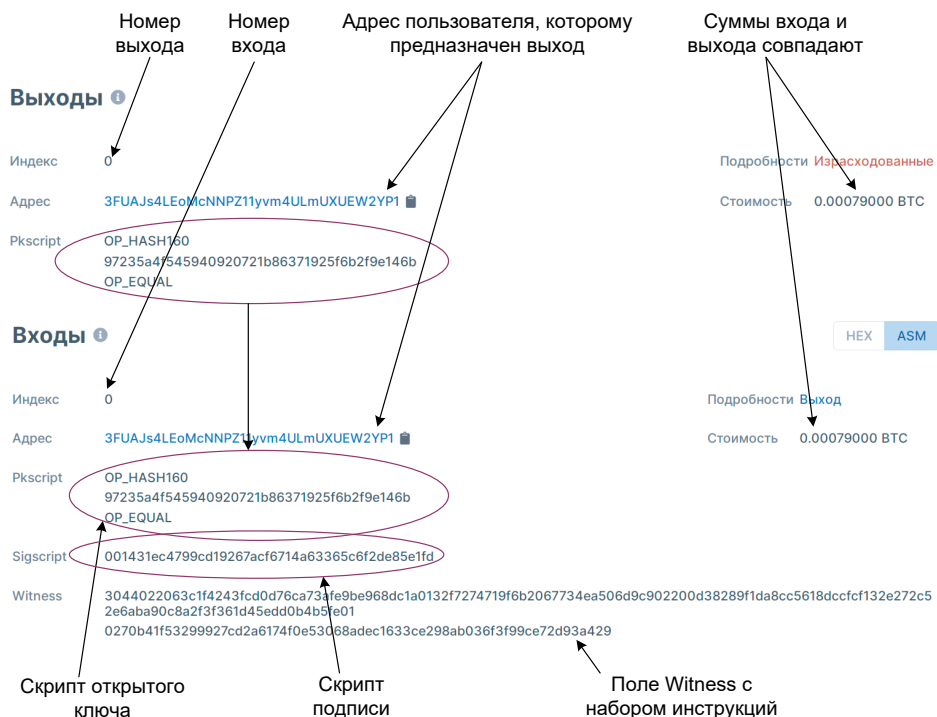 Номер
выхода
Номер
входа
Адрес пользователя, которому
предназначен выход
Суммы входа и
выхода совпадают
Выходы
Индекс 0 Подробности Израсходованные
Адрес 3FUAJs4LEoMcNNPZ11yvm4ULmUXUEW2YP1 Стоимость 0.00079000 BTC
Pkscript OP_HASH160
97235a4f545940920721b86371925f6b2f9e146b
OP_EQUAL
Входы HEX ASM
Индекс 0 Подробности Выход
Адрес 3FUAJs4LEoMcNNPZ11yvm4ULmUXUEW2YP1 Стоимость 0.00079000 BTC
Pkscript OP_HASH160
97235a4f545940920721b86371925f6b2f9e146b
OP_EQUAL
Sigscript 001431ec4799cd19267acf6714a63365c6f2de85e1fd
Witness 3044022063c1f4243fcd0d76ca73afe9be968dc1a0132f7274719f6b2067734ea506d9c902200d38289f1da8cc5618dccfcf132e272c5
2e6aba90c8a2f3f361d45edd0b4b5fe01
0270b41f53299927cd2a6174f0e53068adec1633ce298ab036f3f99ce72d93a429
Скрипт открытого
ключа
Скрипт
подписи
Поле Witness с
набором инструкций